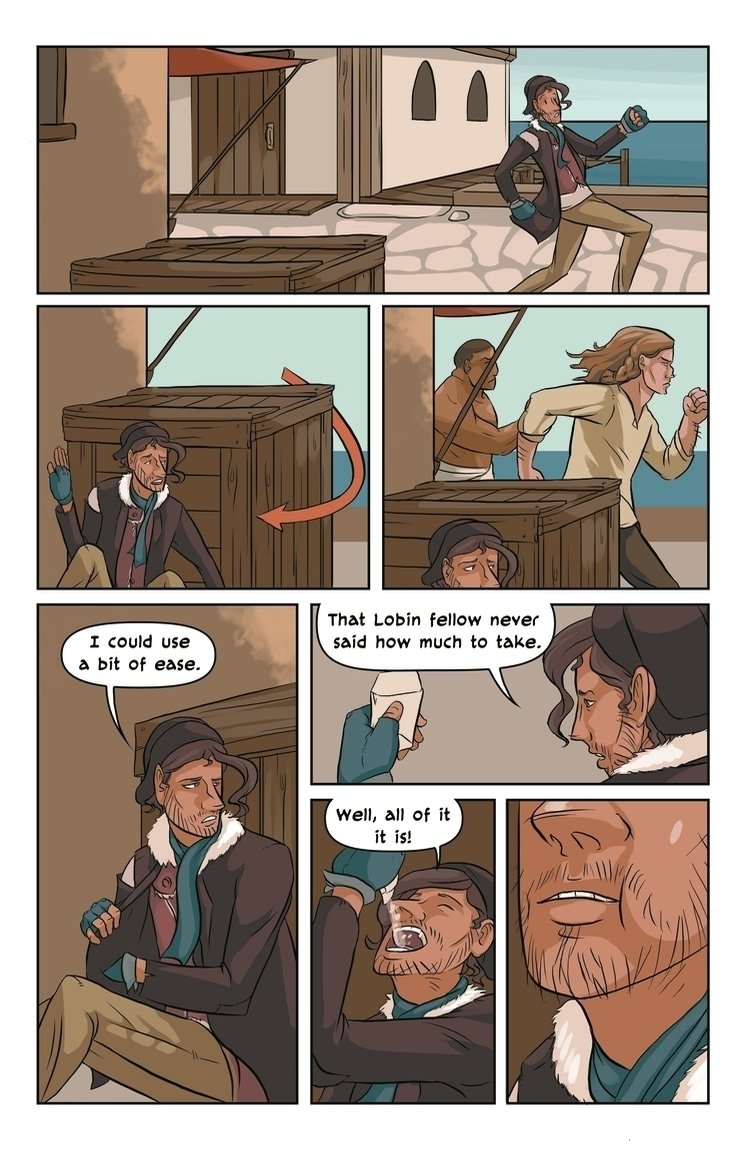 I could use
a bit of ease.
That Lobin fellow never
said how much to take.
Well, all of it
it is!